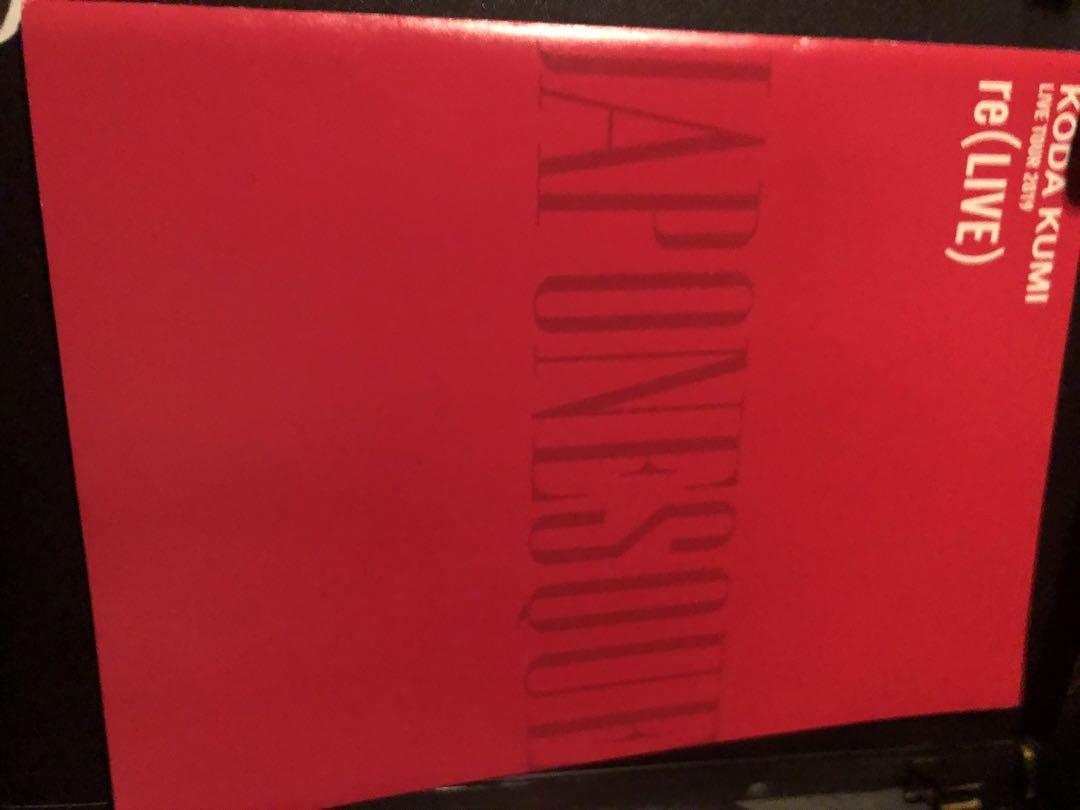 KODA KUMI
LIVE TOUR 2019
re(LIVE)
JAPONESQUE